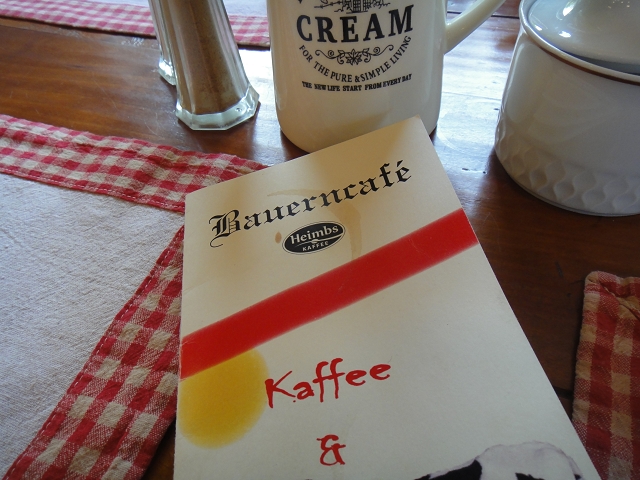 CREAM
FOR THE PURE & SIMPLE LIVING
THE NEW LIFE START FROM EVERY DAY
Bauerncafé
Heimbs
KAFFEE
Kaffee
&